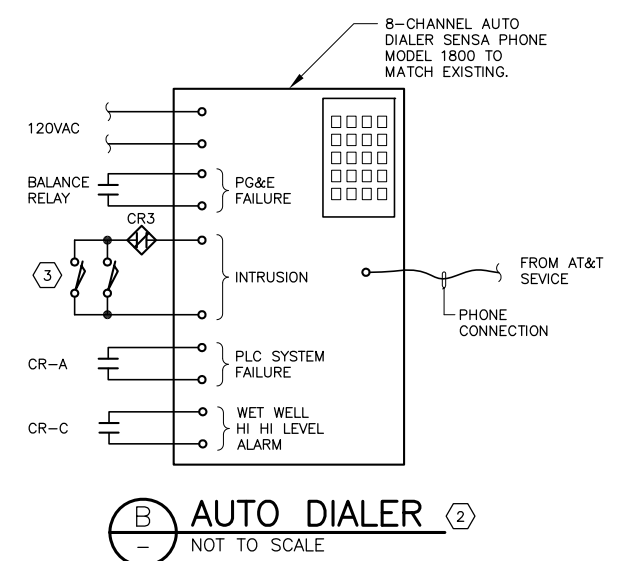 8-CHANNEL AUTO
DIALER SENSA PHONE
MODEL 1800 TO
MATCH EXISTING.
120VAC
BALANCE
RELAY
PG&E
FAILURE
CR3
3
INTRUSION
FROM AT&T
SEVICE
PHONE
CONNECTION
CR-A
PLC SYSTEM
FAILURE
CR-C
WET WELL
HI HI LEVEL
ALARM
B
-
AUTO DIALER
2
NOT TO SCALE